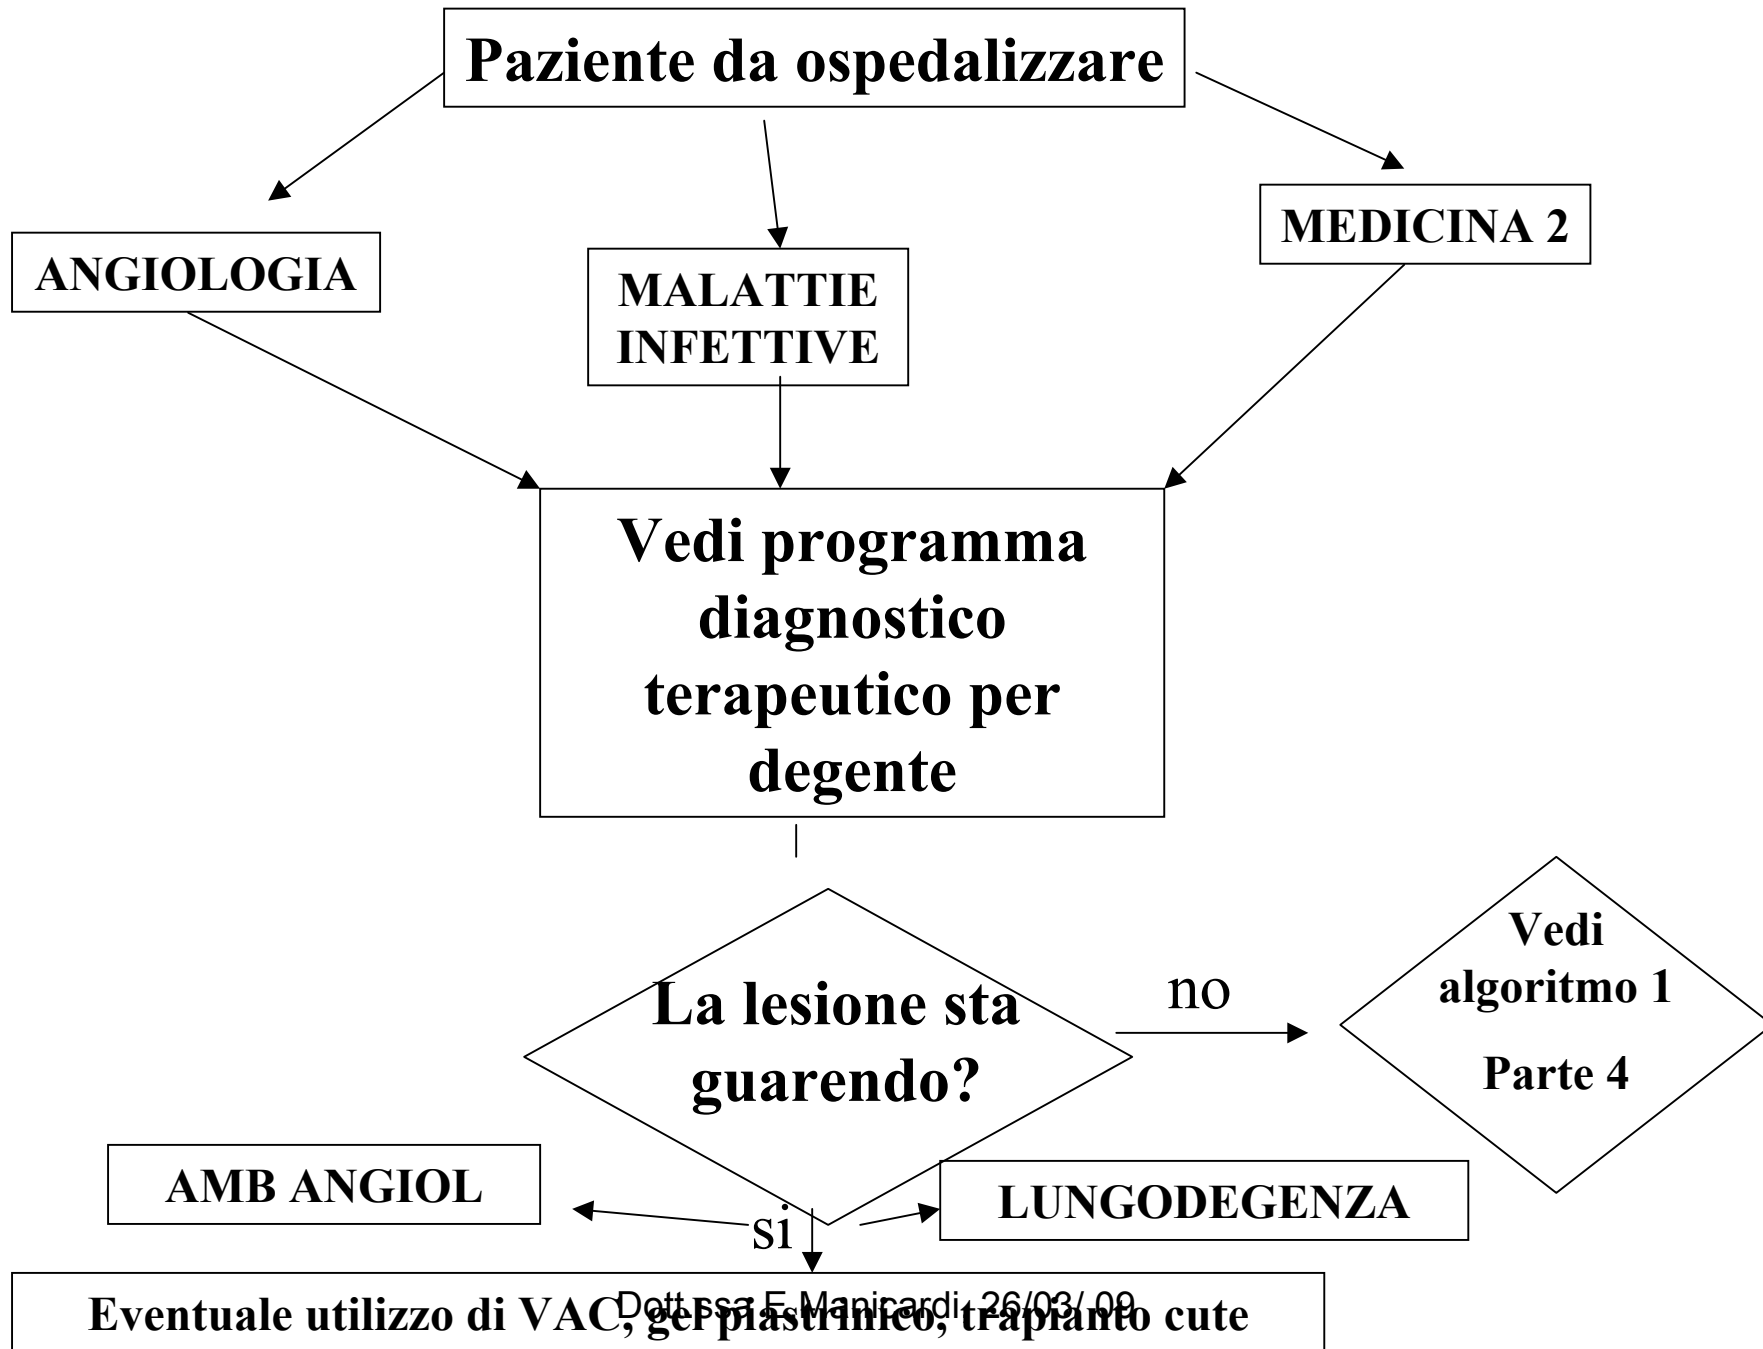 Paziente da ospedalizzare
ANGIOLOGIA
MALATTIE
INFETTIVE
MEDICINA 2
Vedi programma
diagnostico
terapeutico per
degente
La lesione sta
guarendo?
no
Vedi
algoritmo 1
Parte 4
AMB ANGIOL
si
LUNGODEGENZA
Eventuale utilizzo di VAC, gel piastrinico, trapianto cute
Dott.ssa E.Manicardi 26/03/ 09